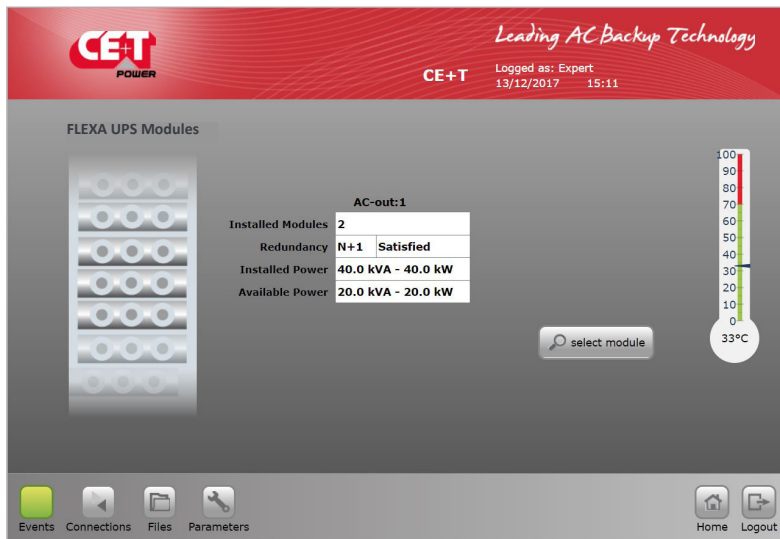 CE+T
POWER
Leading AC Backup Technology
CE+T
Logged as: Expert
13/12/2017 15:11
FLEXA UPS Modules
AC-out:1
Installed Modules 2
Redundancy N+1 Satisfied
Installed Power 40.0 kVA - 40.0 kW
Available Power 20.0 kVA - 20.0 kW
100
90
80
70
60
50
40
30
20
10
0
33°C
select module
Events Connections Files Parameters Home Logout